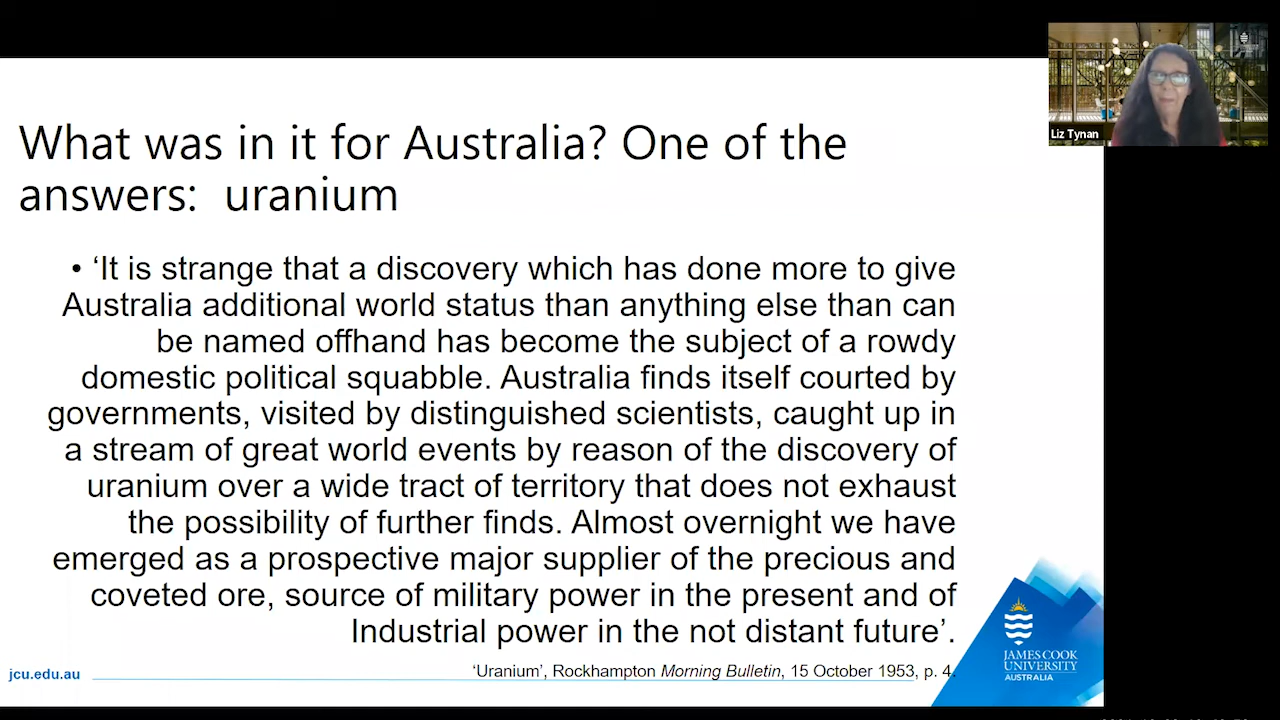 What was in it for Australia? One of the
answers:  uranium
• ‘It is strange that a discovery which has done more to give
Australia additional world status than anything else than can
be named offhand has become the subject of a rowdy
domestic political squabble. Australia finds itself courted by
governments, visited by distinguished scientists, caught up in
a stream of great world events by reason of the discovery of
uranium over a wide tract of territory that does not exhaust
the possibility of further finds. Almost overnight we have
emerged as a prospective major supplier of the precious and
coveted ore, source of military power in the present and of
Industrial power in the not distant future’.
‘Uranium’, Rockhampton Morning Bulletin, 15 October 1953, p. 4.
jcu.edu.au
JAMES COOK
UNIVERSITY
AUSTRALIA
Liz Tynan